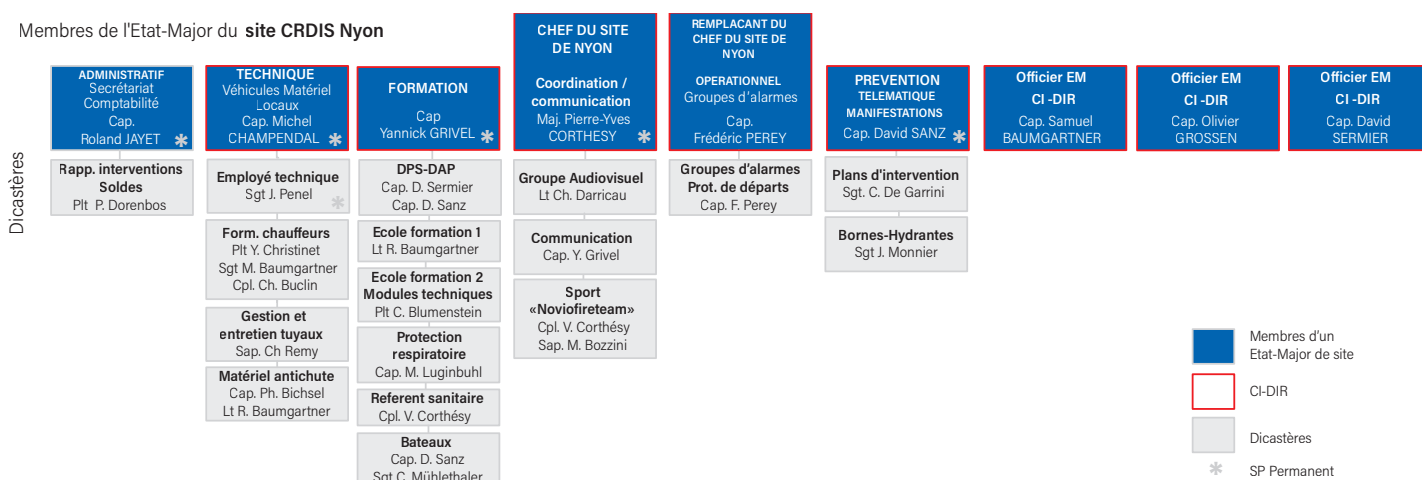 Membres de l'Etat-Major du site CRDIS Nyon
Dicastères
ADMINISTRATIF
Secrétariat
Comptabilité
Cap.
Roland JAYET *
Rapp. interventions
Soldes
Plt P. Dorenbos
TECHNIQUE
Véhicules Matériel
Locaux
Cap. Michel
CHAMPENDAL *
Employé technique
Sgt J. Penel
*
Form. chauffeurs
Plt Y. Christinet
Sgt M. Baumgartner
Cpl. Ch. Buclin
Gestion et
entretien tuyaux
Sap. Ch Remy
Matériel antichute
Cap. Ph. Bichsel
Lt R. Baumgartner
FORMATION
Cap
Yannick GRIVEL *
DPS-DAP
Cap. D. Sermier
Cap. D. Sanz
Ecole formation 1
Lt R. Baumgartner
Ecole formation 2
Modules techniques
Plt C. Blumenstein
Protection
respiratoire
Cap. M. Luginbuhl
Referent sanitaire
Cpl. V. Corthésy
Bateaux
Cap. D. Sanz
Sgt C. Mühlethaler
CHEF DU SITE
DE NYON
Coordination /
communication
Maj. Pierre-Yves
CORTHESY *
Groupe Audiovisuel
Lt Ch. Darricau
Communication
Cap. Y. Grivel
Sport
«Noviofireteam»
Cpl. V. Corthésy
Sap. M. Bozzini
REMPLACANT DU
CHEF DU SITE DE
NYON
OPERATIONNEL
Groupes d'alarmes
Cap.
Frédéric PEREY
Groupes d'alarmes
Prot. de départs
Cap. F. Perey
PREVENTION
TELEMATIQUE
MANIFESTATIONS
Cap. David SANZ *
Plans d'intervention
Sgt. C. De Garrini
Bornes-Hydrantes
Sgt J. Monnier
Officier EM
CI -DIR
Cap. Samuel
BAUMGARTNER
Officier EM
CI -DIR
Cap. Olivier
GROSSEN
Officier EM
CI -DIR
Cap. David
SERMIER
Membres d'un
Etat-Major de site
CI-DIR
Dicastères
* SP Permanent